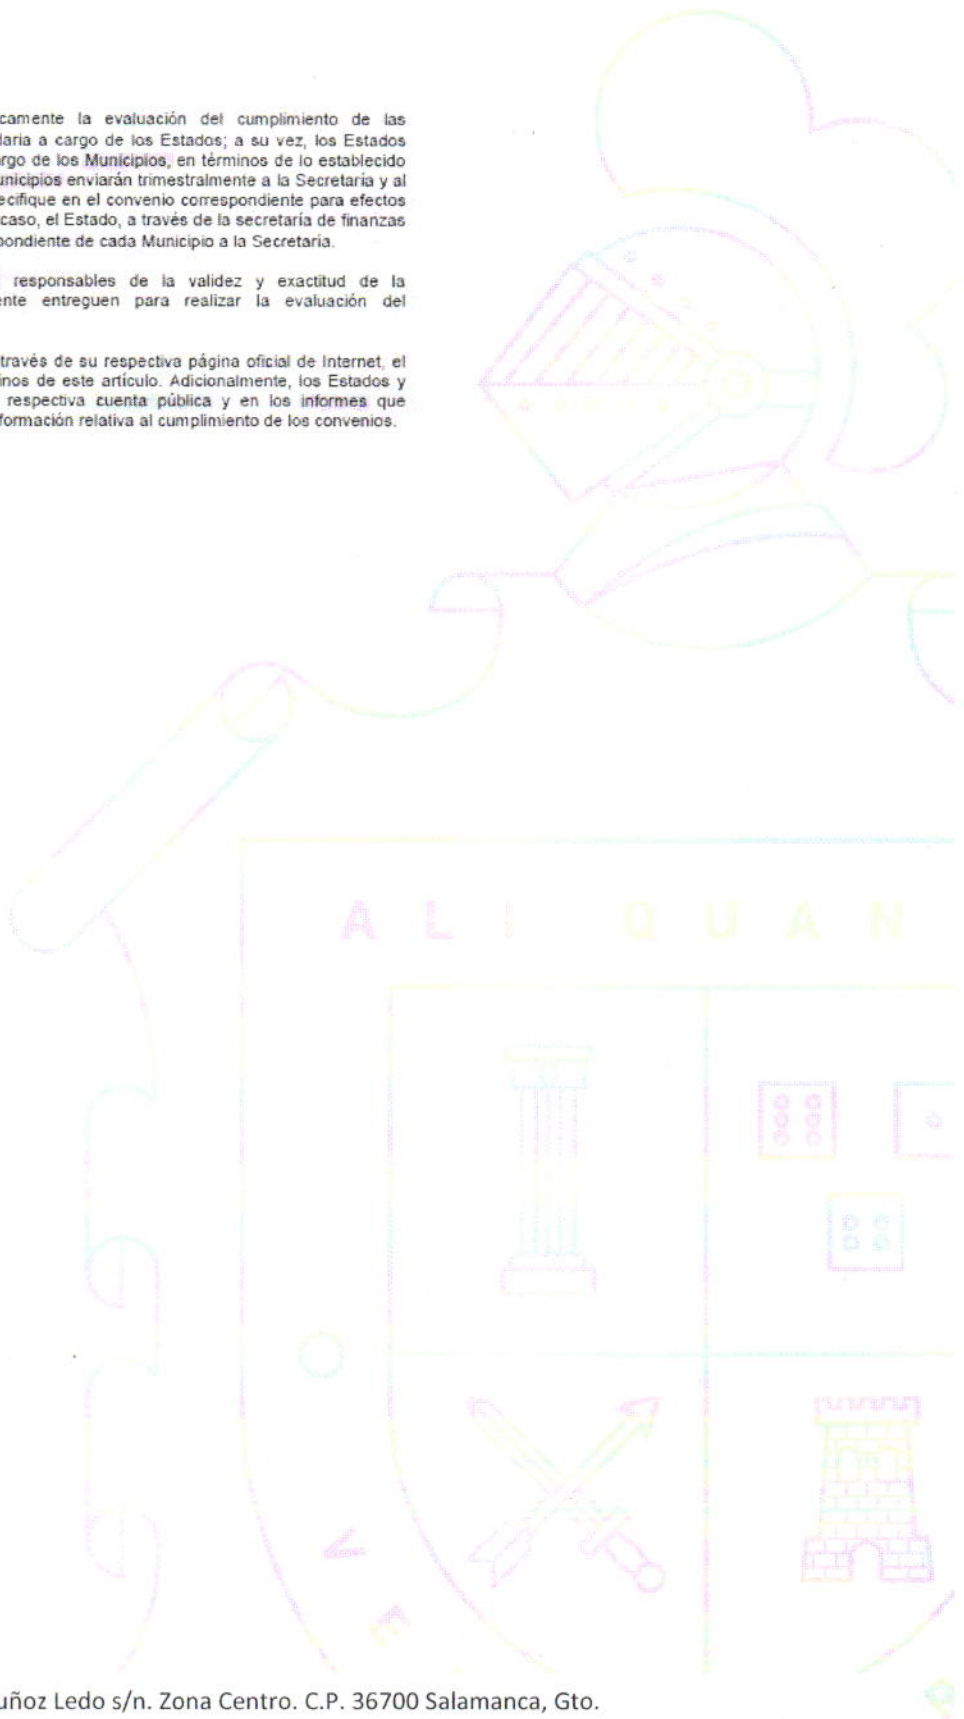 camente la evaluación del cumplimiento de las
daria a cargo de los Estados; a su vez, los Estados
rgo de los Municipios, en términos de lo establecido
unicipios enviarán trimestralmente a la Secretaría y al
ecifique en el convenio correspondiente para efectos
caso, el Estado, a través de la secretaría de finanzas
pondiente de cada Municipio a la Secretaría.
responsables de la validez y exactitud de la
ente entreguen para realizar la evaluación del
través de su respectiva página oficial de Internet, el
inos de este artículo. Adicionalmente, los Estados y
respectiva cuenta pública y en los informes que
formación relativa al cumplimiento de los convenios.
A L I Q U A N
V E
uñoz Ledo s/n. Zona Centro. C.P. 36700 Salamanca, Gto.